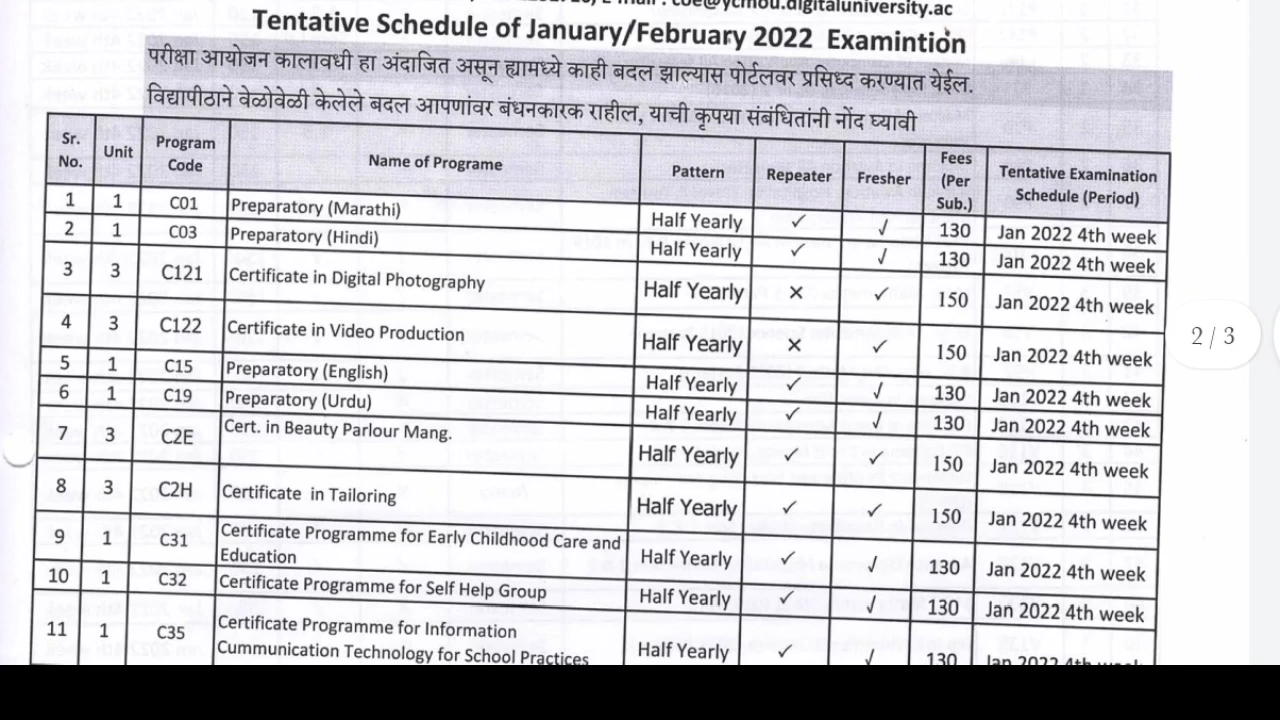 E-mail : coe@ycmou.digitaluniversity.ac
Tentative Schedule of January/February 2022 Examintion
परीक्षा आयोजन कालावधी हा अंदाजित असून ह्यामध्ये काही बदल झाल्यास पोर्टलवर प्रसिध्द करण्यात येईल.
विद्यापीठाने वेळोवेळी केलेले बदल आपणांवर बंधनकारक राहील, याची कृपया संबंधितांनी नोंद घ्यावी
Sr. No. Unit Program Code Name of Programe Pattern Repeater Fresher Fees (Per Sub.) Tentative Examination Schedule (Period)
1 1 C01 Preparatory (Marathi) Half Yearly ✓ ✓ 130 Jan 2022 4th week
2 1 C03 Preparatory (Hindi) Half Yearly ✓ ✓ 130 Jan 2022 4th week
3 3 C121 Certificate in Digital Photography Half Yearly × ✓ 150 Jan 2022 4th week
4 3 C122 Certificate in Video Production Half Yearly × ✓ 150 Jan 2022 4th week
5 1 C15 Preparatory (English) Half Yearly ✓ ✓ 130 Jan 2022 4th week
6 1 C19 Preparatory (Urdu) Half Yearly ✓ ✓ 130 Jan 2022 4th week
7 3 C2E Cert. in Beauty Parlour Mang. Half Yearly ✓ ✓ 150 Jan 2022 4th week
8 3 C2H Certificate in Tailoring Half Yearly ✓ ✓ 150 Jan 2022 4th week
9 1 C31 Certificate Programme for Early Childhood Care and
Education Half Yearly ✓ ✓ 130 Jan 2022 4th week
10 1 C32 Certificate Programme for Self Help Group Half Yearly ✓ ✓ 130 Jan 2022 4th week
11 1 C35 Certificate Programme for Information
Cummunication Technology for School Practices Half Yearly ✓ ✓ 130 Jan 2022 4th week
2 / 3